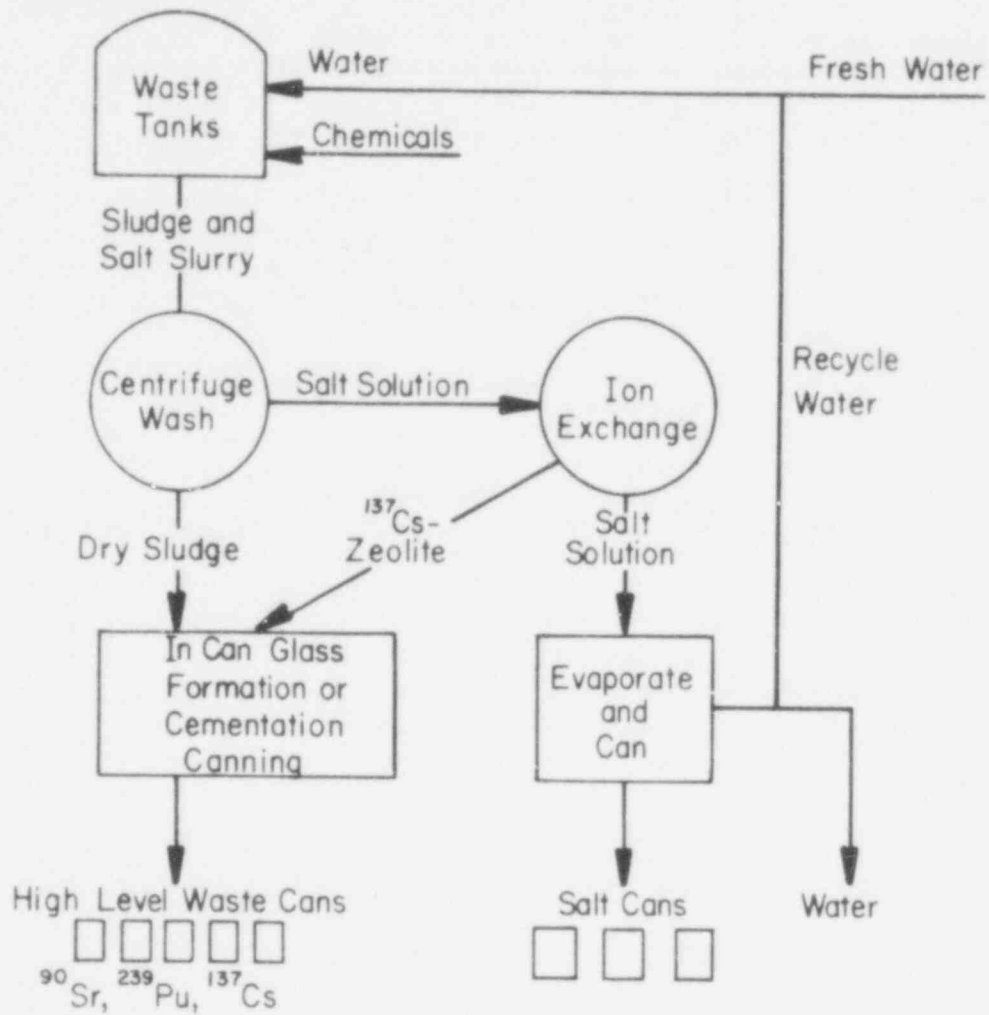 Waste
Tanks
Water
Fresh Water
Chemicals
Sludge and
Salt Slurry
Centrifuge
Wash
Salt Solution
Ion
Exchange
Recycle
Water
Dry Sludge
¹³⁷Cs-
Zeolite
Salt
Solution
In Can Glass
Formation or
Cementation
Canning
Evaporate
and
Can
High Level Waste Cans
⁹⁰Sr, ²³⁹Pu, ¹³⁷Cs
Salt Cans
Water